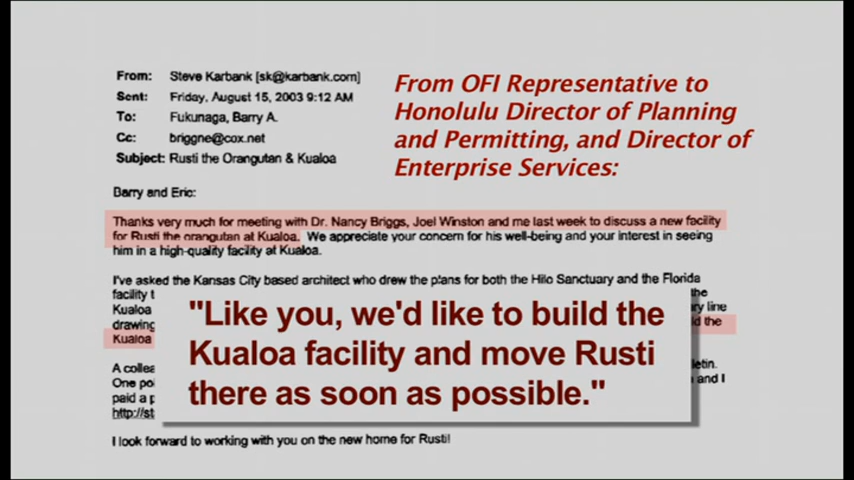 From: Steve Karbank [sk@karbank.com]
Sent: Friday, August 15, 2003 9:12 AM
To: Fukunaga, Barry A.
Cc: briggne@cox.net
Subject: Rusti the Orangutan & Kualoa
From OFI Representative to
Honolulu Director of Planning
and Permitting, and Director of
Enterprise Services:
Barry and Eric:
Thanks very much for meeting with Dr. Nancy Briggs, Joel Winston and me last week to discuss a new facility
for Rusti the orangutan at Kualoa. We appreciate your concern for his well-being and your interest in seeing
him in a high-quality facility at Kualoa.
I've asked the Kansas City based architect who drew the plans for both the Hilo Sanctuary and the Florida
facility
Kualoa line
drawing the
Kualoa
"Like you, we'd like to build the
Kualoa facility and move Rusti
there as soon as possible."
A
One and I
paid a
I look forward to working with you on the new home for Rusti!